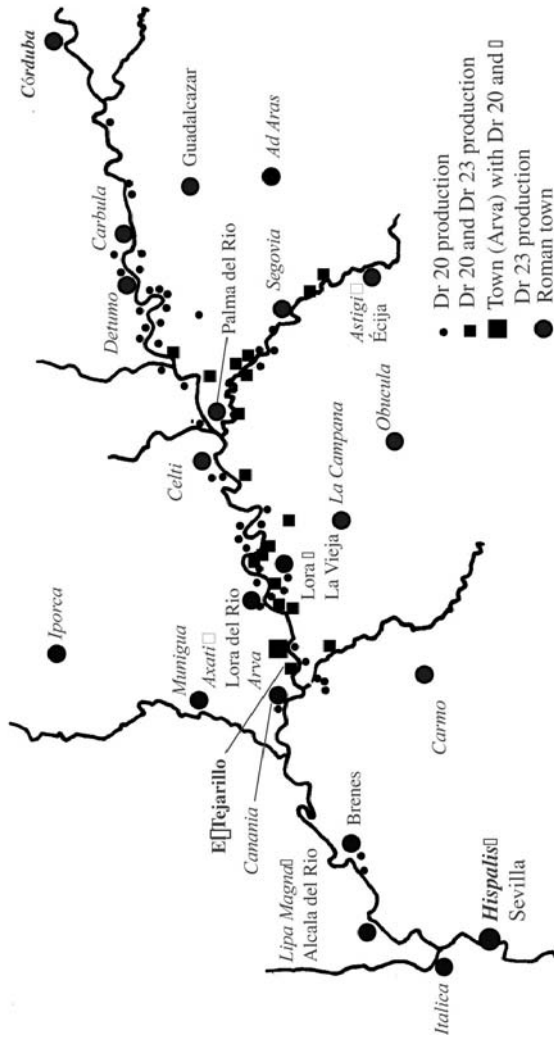 Córduba
Iporca
Carbula
Detumo
Celti
Munigua
Guadalcazar
Axati□
Lora del Rio
Arva
E□Tejarillo
Palma del Rio
Canania
Ad Aras
Segovia
Lipa Magna□
Alcala del Rio
Lora □
La Vieja
La Campana
Brenes
Astigi□
Écija
Obucula
Carmo
Italica
Hispalis□
Sevilla
Dr 20 production
Dr 20 and Dr 23 production
Town (Arva) with Dr 20 and □
Dr 23 production
Roman town